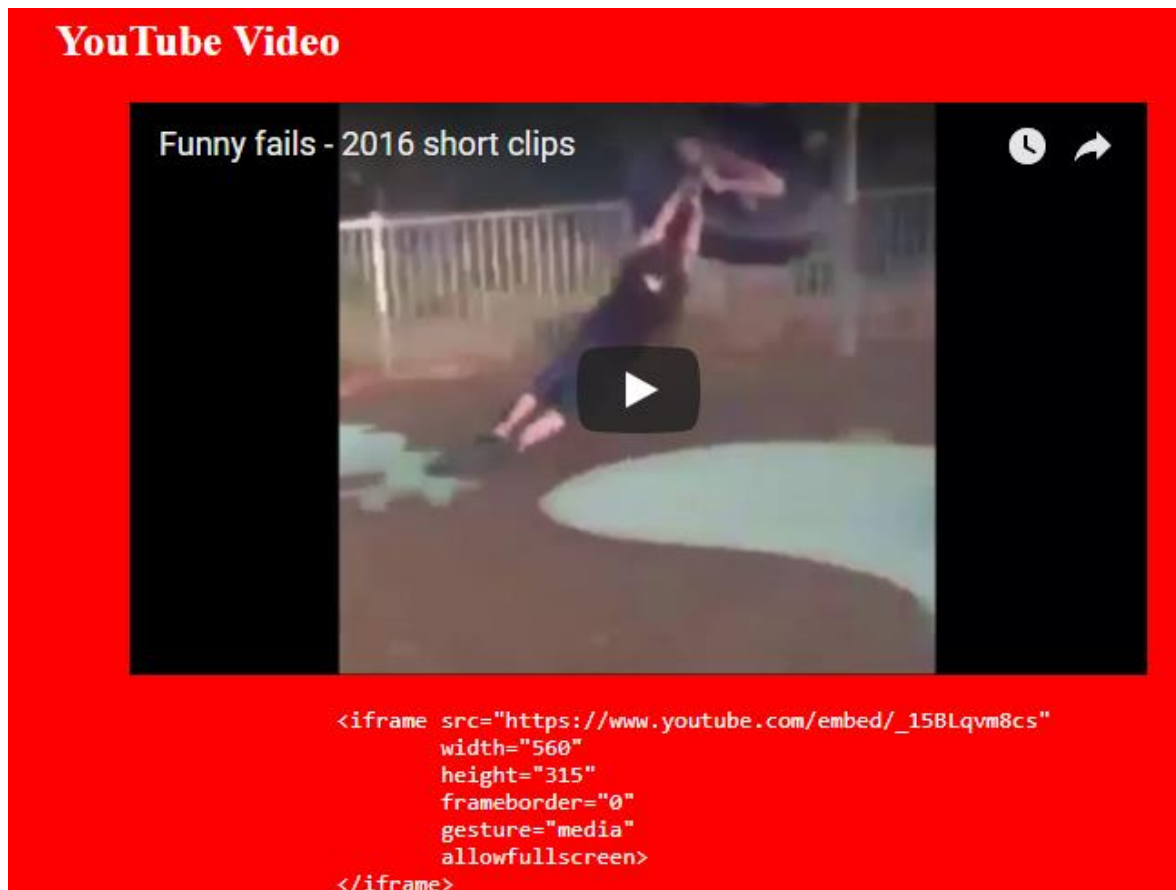 YouTube Video
Funny fails - 2016 short clips
<iframe src="https://www.youtube.com/embed/_15BLqvm8cs"
width="560"
height="315"
frameborder="0"
gesture="media"
allowfullscreen>
</iframe>